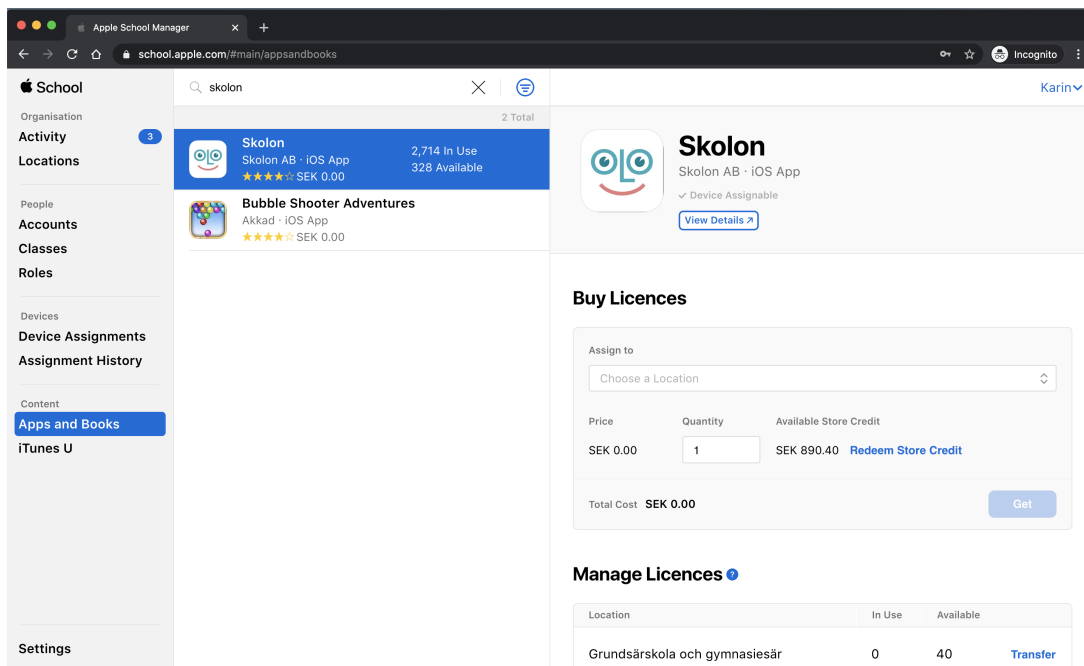 Apple School Manager
school.apple.com/#main/appsandbooks
Incognito
School
Organisation
Activity
3
Locations
People
Accounts
Classes
Roles
Devices
Device Assignments
Assignment History
Content
Apps and Books
iTunes U
Settings
skolon
2 Total
Skolon
Skolon AB · iOS App
SEK 0.00
2,714 In Use
328 Available
Bubble Shooter Adventures
Akkad · iOS App
SEK 0.00
Karin
Skolon
Skolon AB · iOS App
Device Assignable
View Details
Buy Licences
Assign to
Choose a Location
Price Quantity Available Store Credit
SEK 0.00 1 SEK 890.40 Redeem Store Credit
Total Cost SEK 0.00 Get
Manage Licences ?
Location In Use Available
Grundsärskola och gymnasiesär 0 40 Transfer